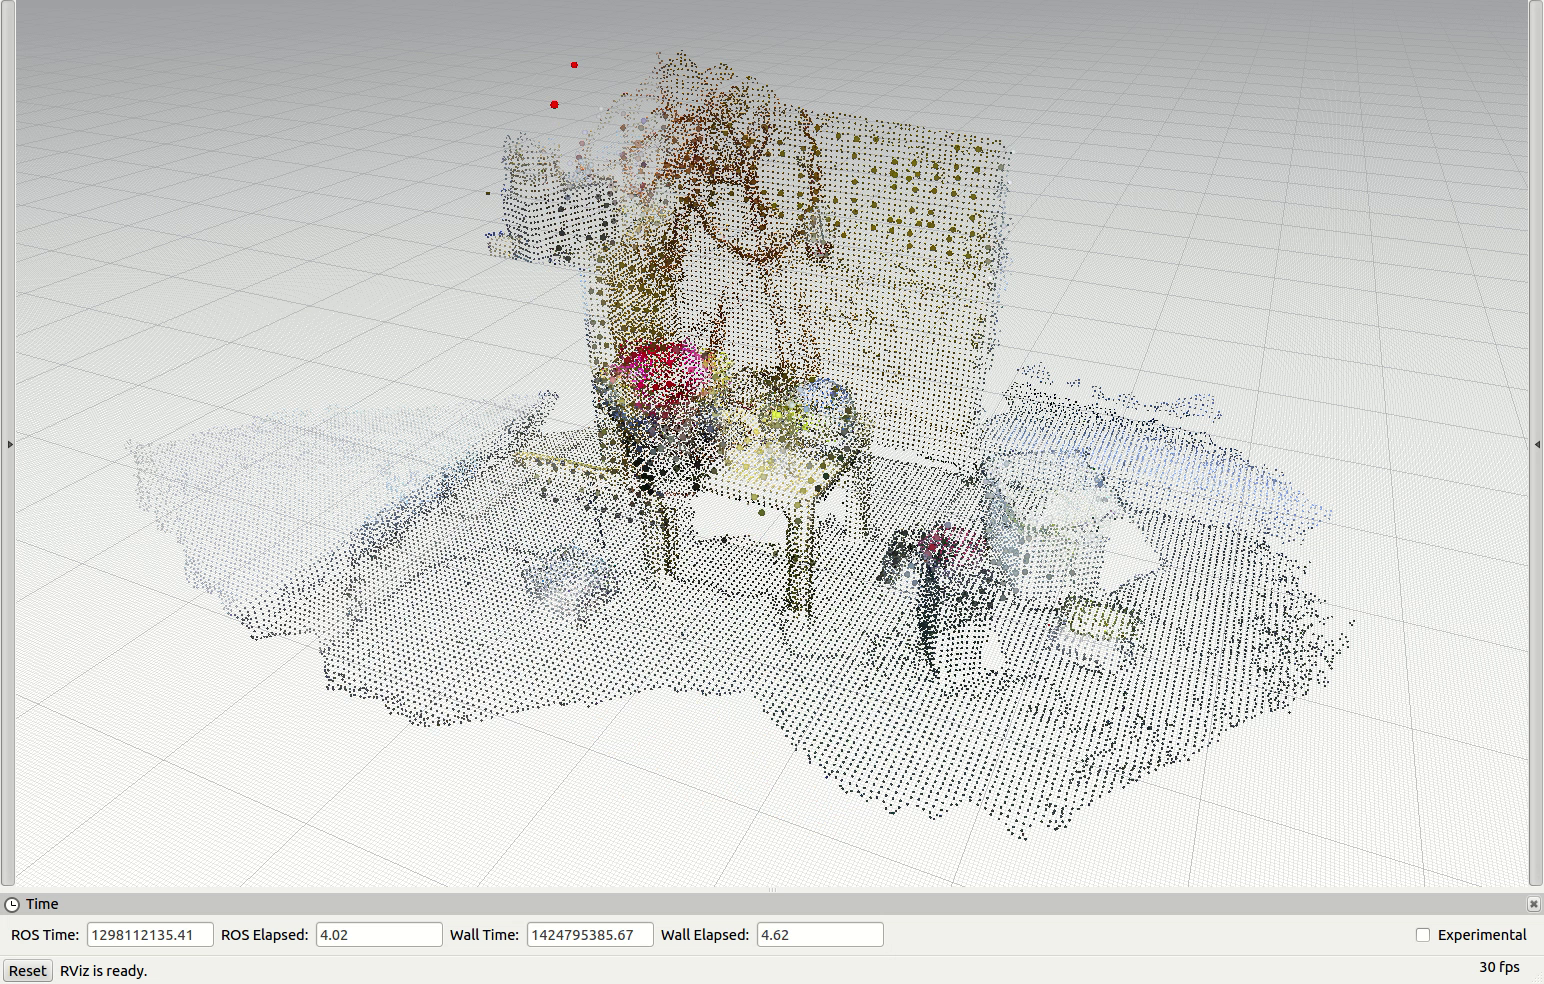 Time
ROS Time: 1298112135.41 ROS Elapsed: 4.02 Wall Time: 1424795385.67 Wall Elapsed: 4.62 Experimental
Reset RViz is ready. 30 fps